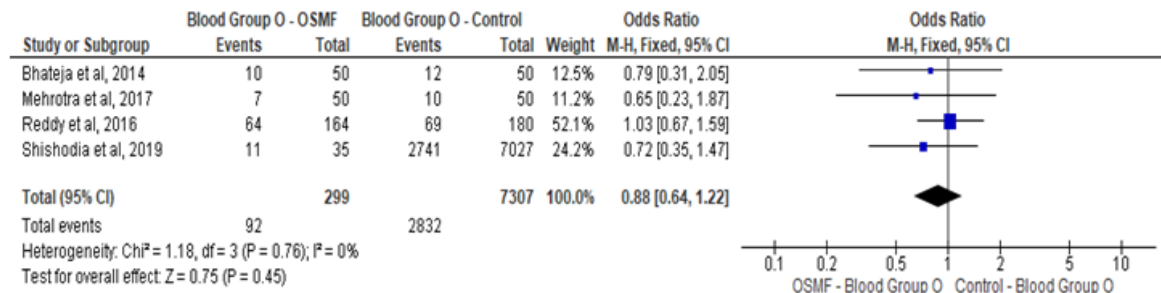 Blood Group O - OSMF Blood Group O - Control Odds Ratio Odds Ratio
Study or Subgroup Events Total Events Total Weight M-H, Fixed, 95% CI M-H, Fixed, 95% CI
Bhateja et al, 2014 10 50 12 50 12.5% 0.79 [0.31, 2.05]
Mehrotra et al, 2017 7 50 10 50 11.2% 0.65 [0.23, 1.87]
Reddy et al, 2016 64 164 69 180 52.1% 1.03 [0.67, 1.59]
Shishodia et al, 2019 11 35 2741 7027 24.2% 0.72 [0.35, 1.47]
Total (95% CI) 299 7307 100.0% 0.88 [0.64, 1.22]
Total events 92 2832
Heterogeneity: Chi² = 1.18, df = 3 (P = 0.76); I² = 0%
Test for overall effect: Z = 0.75 (P = 0.45)
0.1 0.2 0.5 1 2 5 10
OSMF - Blood Group O Control - Blood Group O